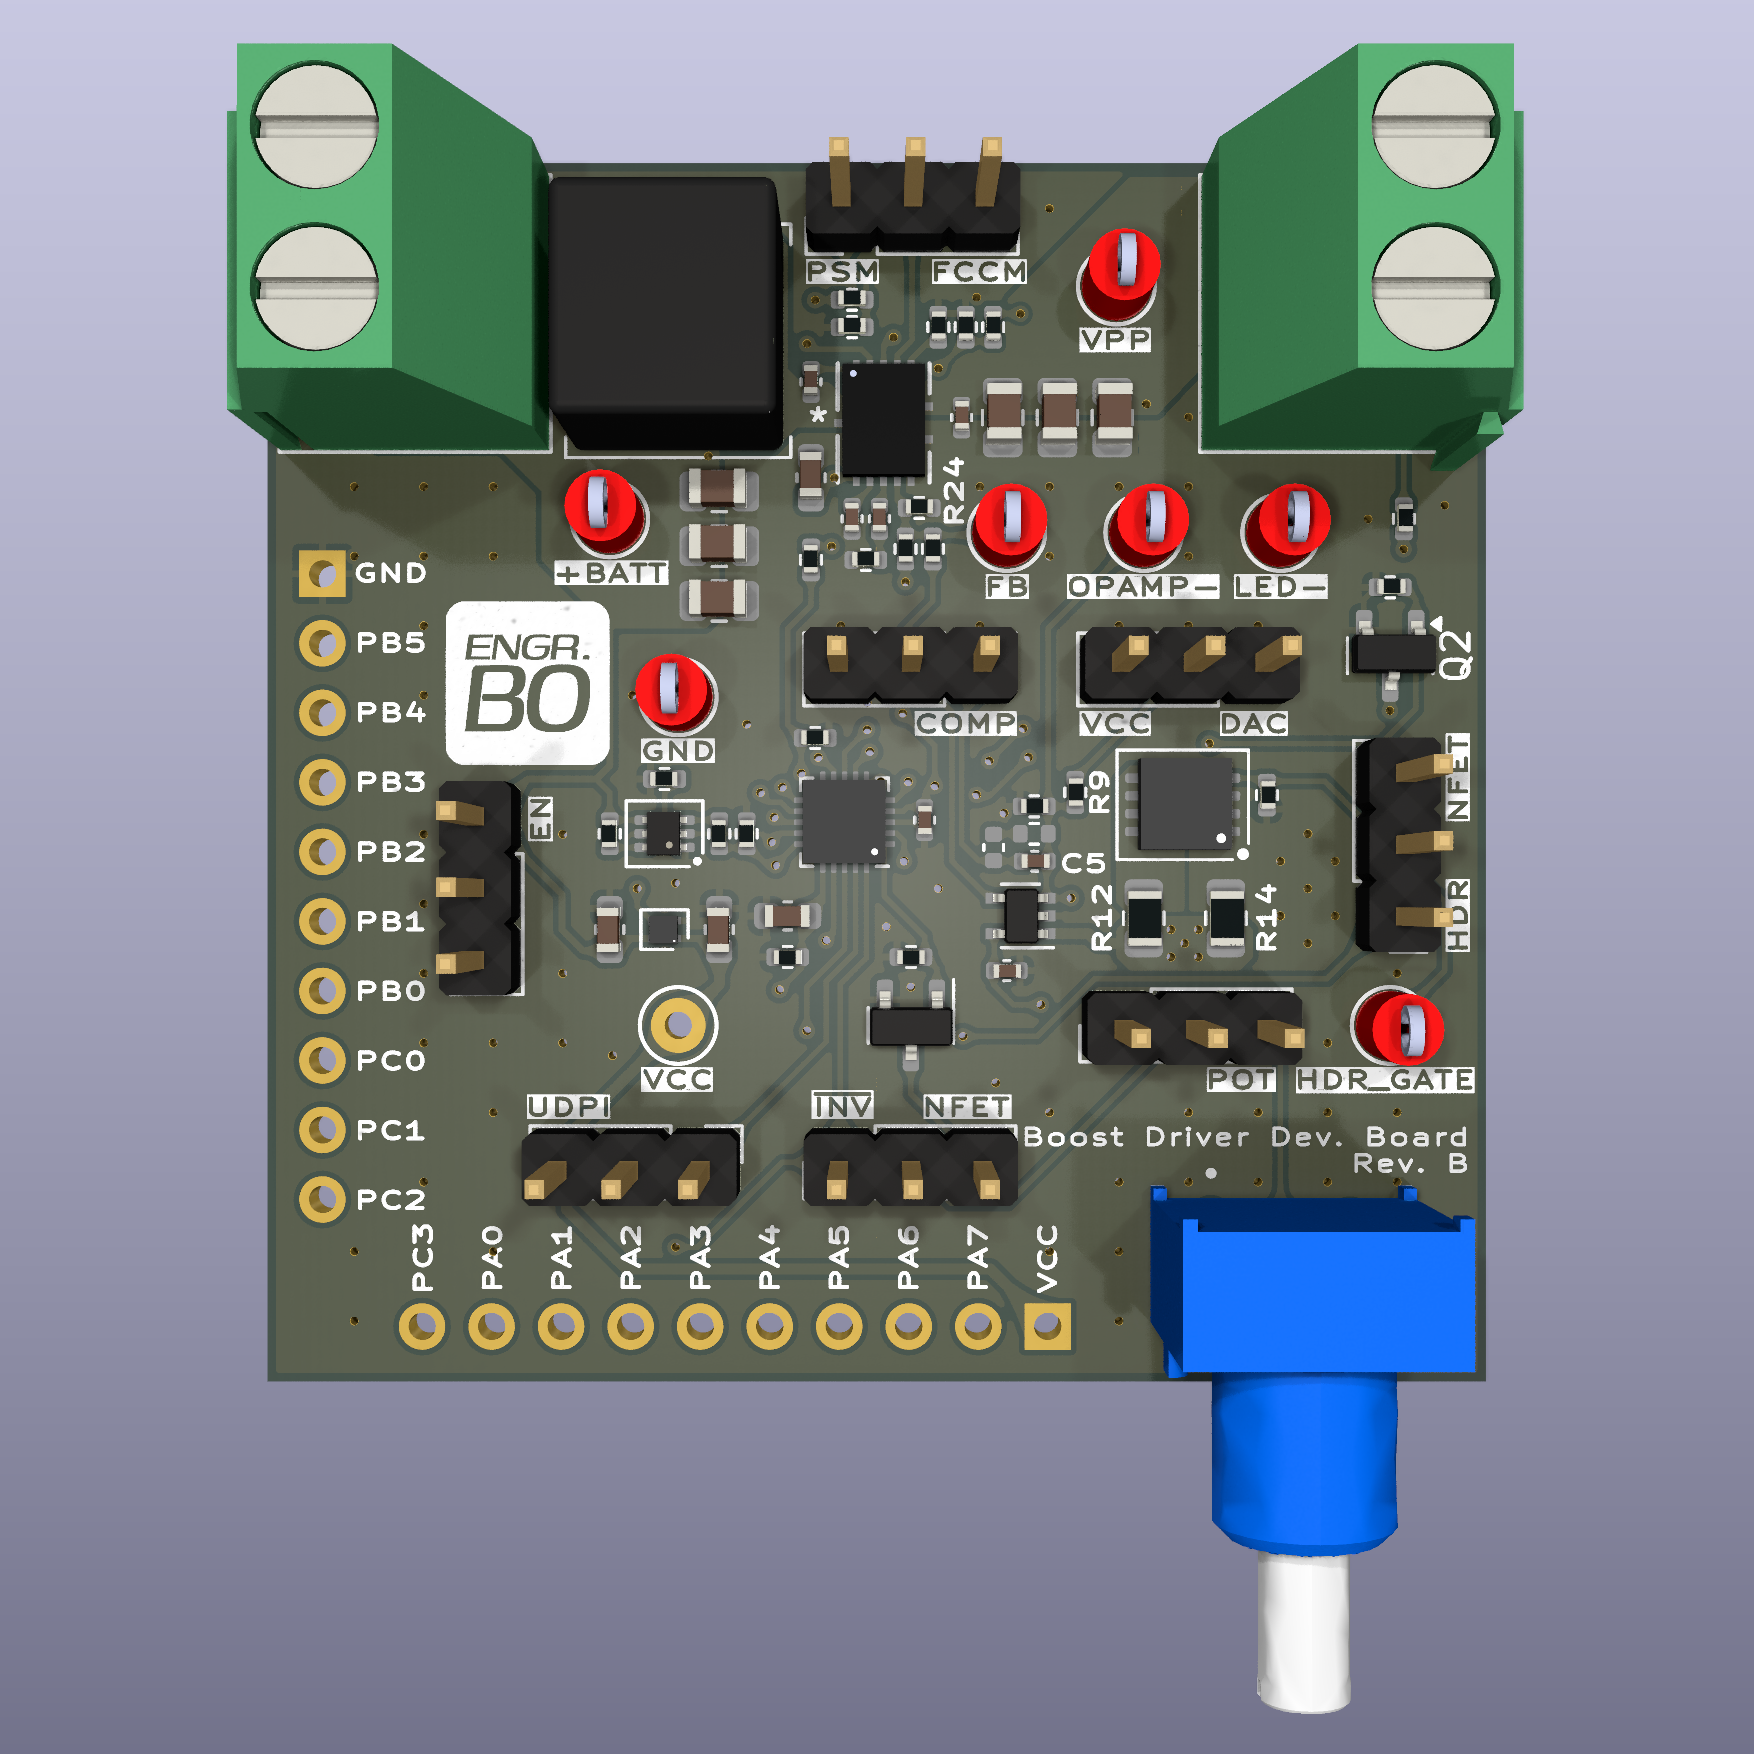 PSM
FCCM
VPP
*
R24
+BATT
FB
OPAMP-
LED-
GND
PB5
PB4
PB3
PB2
PB1
PB0
PC0
PC1
PC2
ENGR.
BO
GND
COMP
VCC
DAC
Q2
EN
R9
NFET
C5
R12
R14
HDR
VCC
POT
HDR_GATE
UDPI
INV
NFET
Boost Driver Dev. Board
Rev. B
PC3
PA0
PA1
PA2
PA3
PA4
PA5
PA6
PA7
VCC